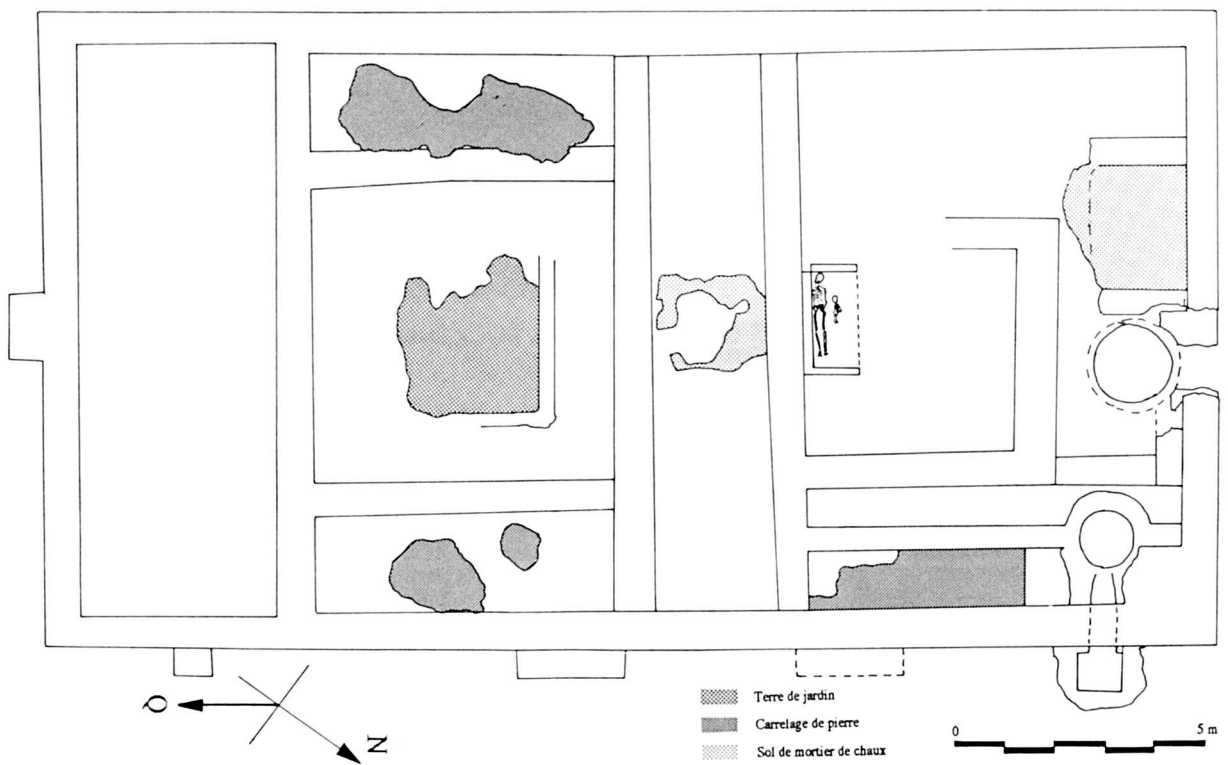 Q
N
Terre de jardin
Carrelage de pierre
Sol de mortier de chaux
0 5 m